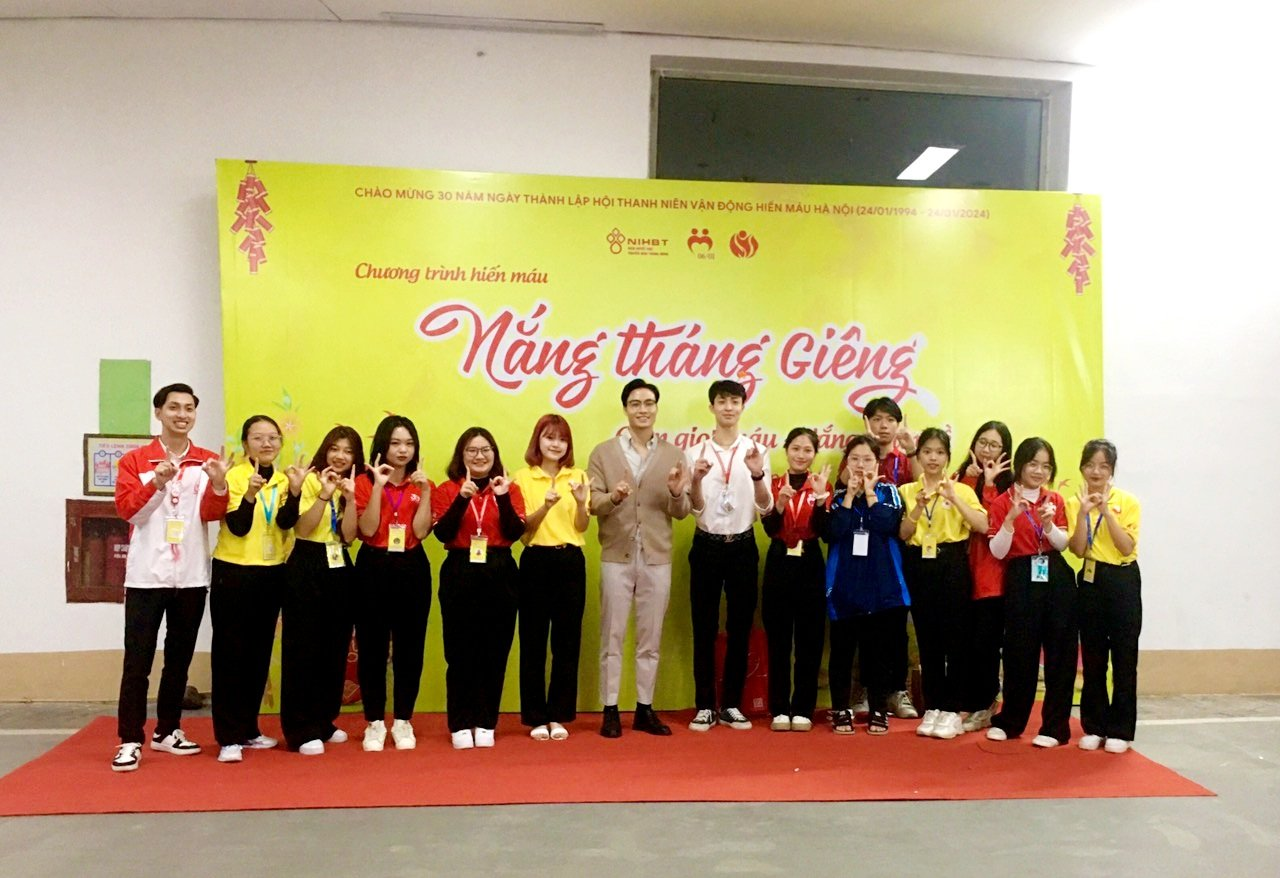 CHÀO MỪNG 30 NĂM NGÀY THÀNH LẬP HỘI THANH NIÊN VẬN ĐỘNG HIẾN MÁU HÀ NỘI (24/01/1994 - 24/01/2024)
NIHBT
Chương trình hiến máu
Nắng tháng Giêng